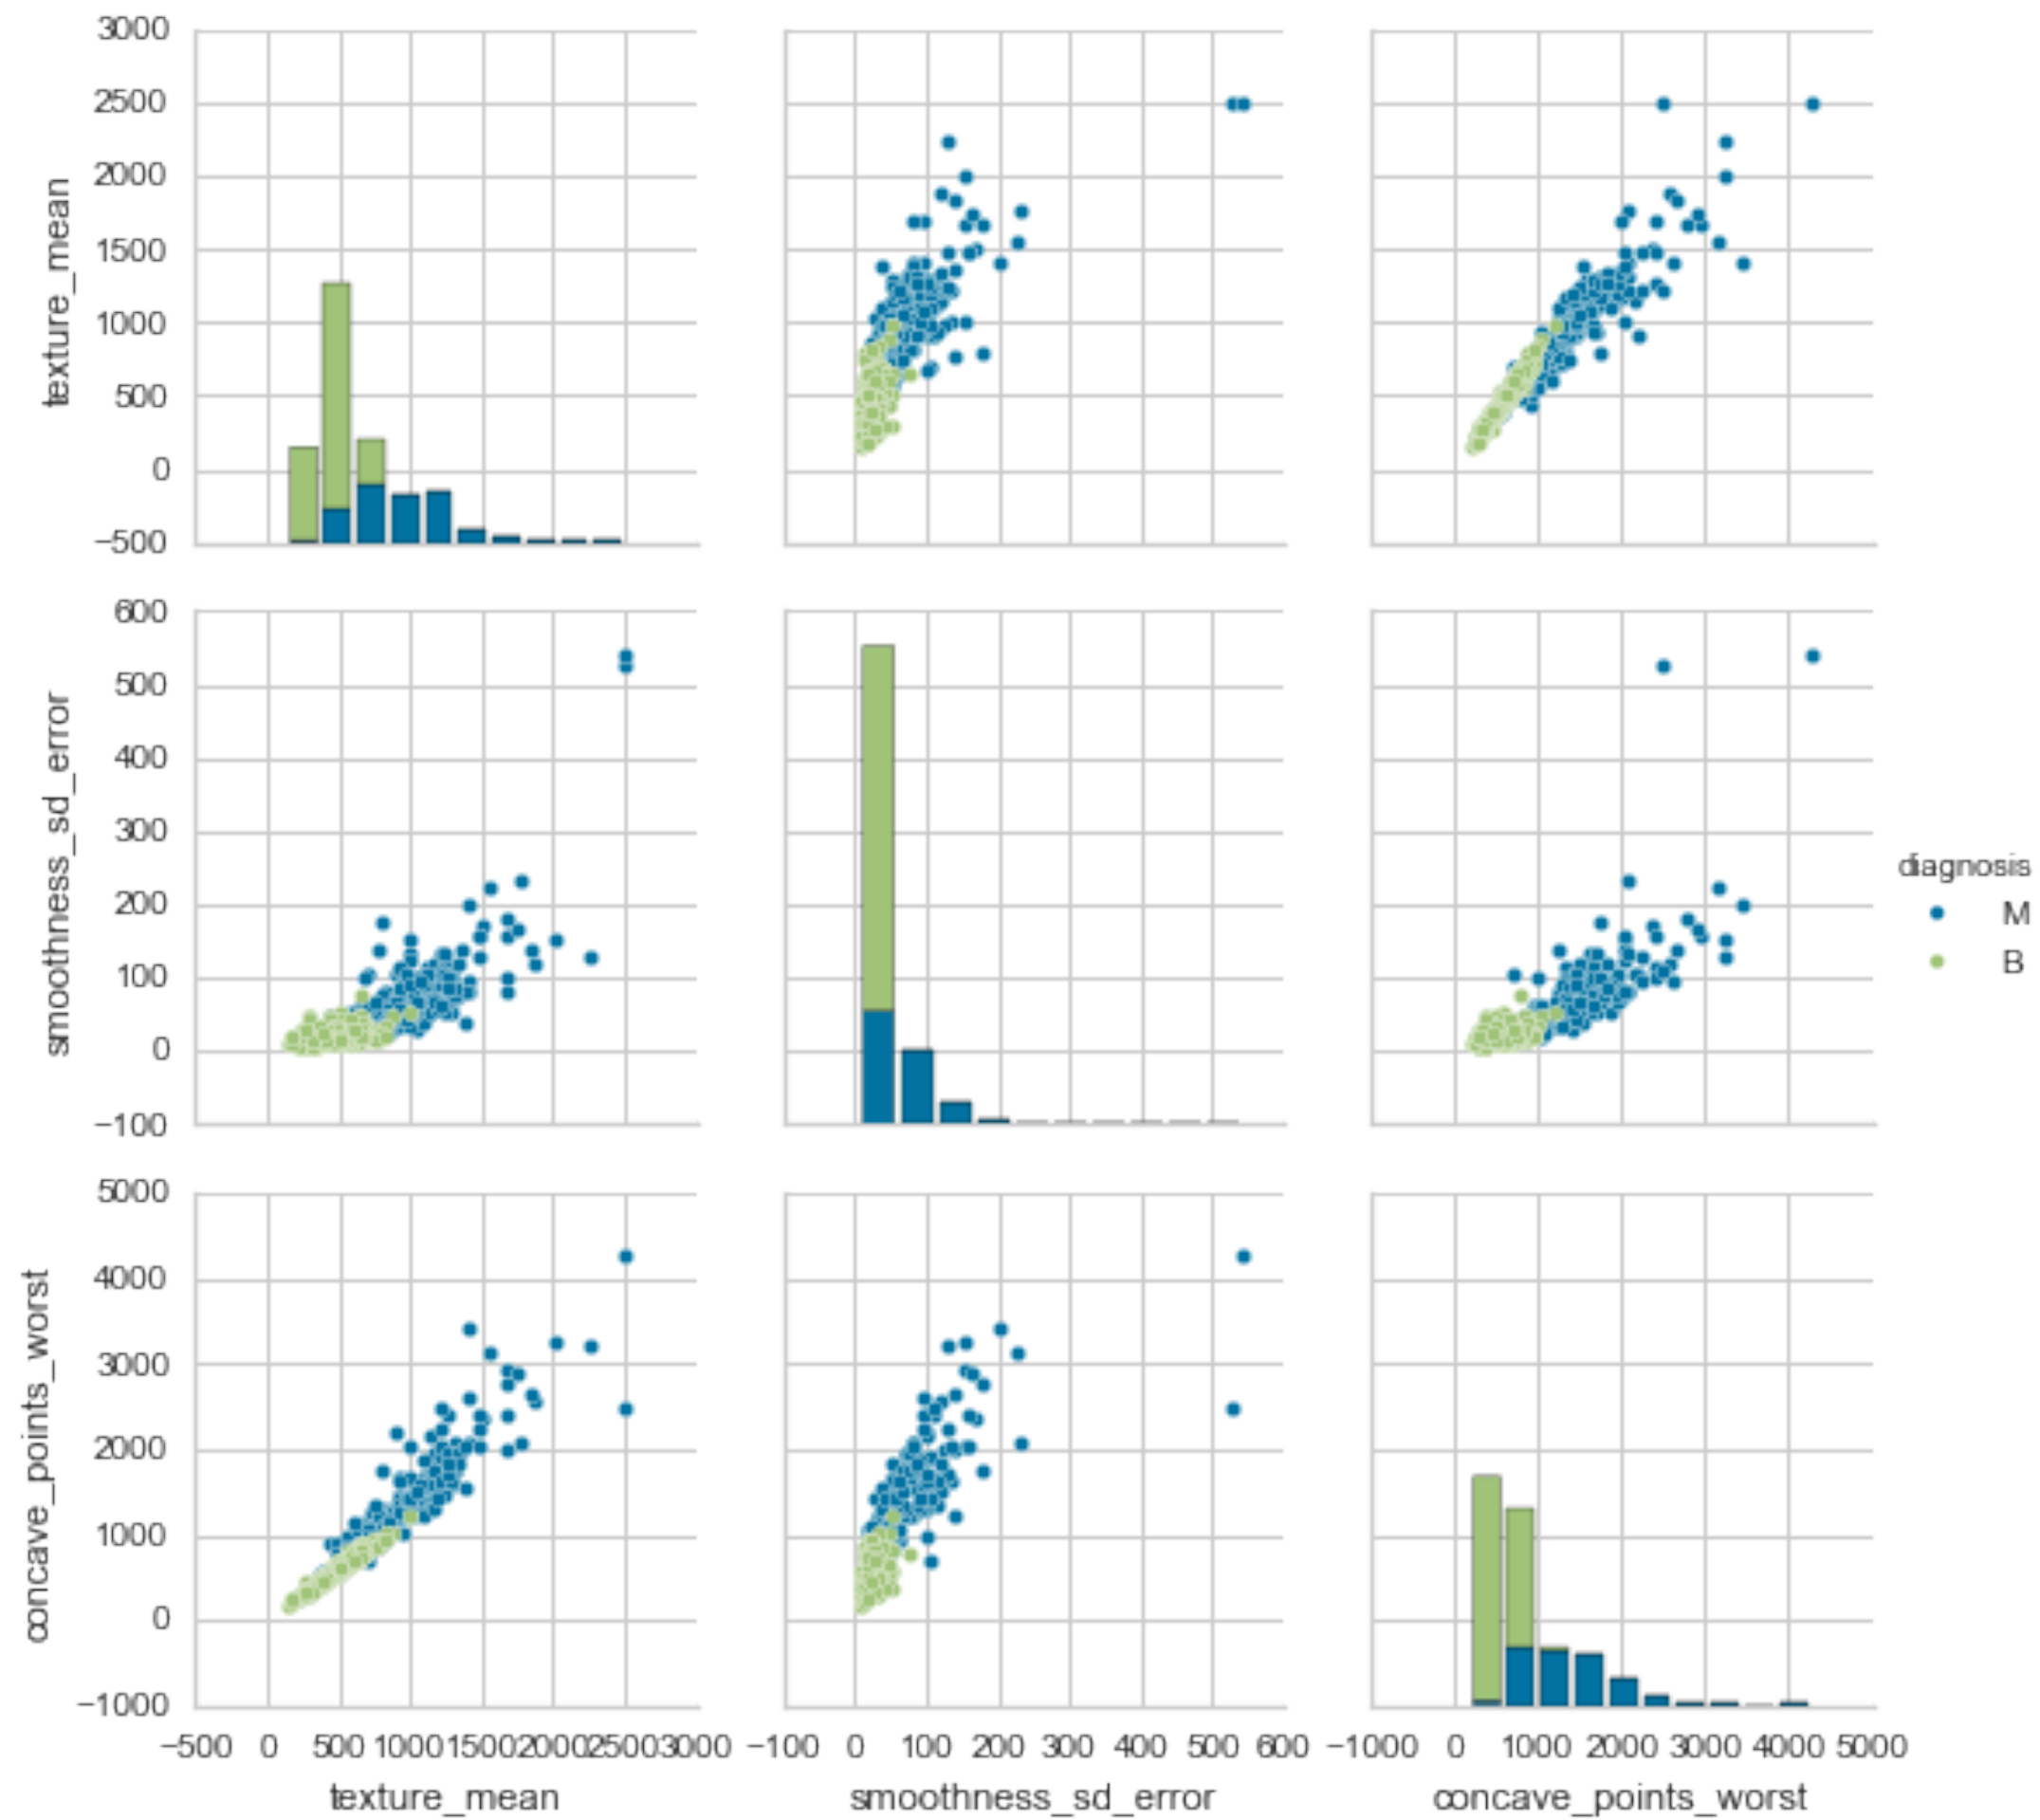 3000
2500
2000
1500
1000
500
0
−500
texture_mean
600
500
400
300
200
100
0
−100
smoothness_sd_error
diagnosis
M
B
5000
4000
3000
2000
1000
0
−1000
concave_points_worst
−500 0 500 1000 1500 2000 2500 3000
−100 0 100 200 300 400 500 600
−1000 0 1000 2000 3000 4000 5000
texture_mean
smoothness_sd_error
concave_points_worst